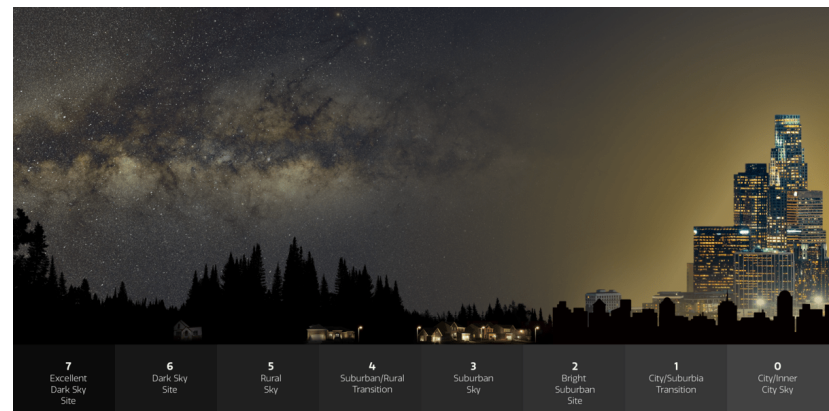 7
Excellent
Dark Sky
Site
6
Dark Sky
Site
5
Rural
Sky
4
Suburban/Rural
Transition
3
Suburban
Sky
2
Bright
Suburban
Site
1
City/Suburbia
Transition
0
City/Inner
City Sky